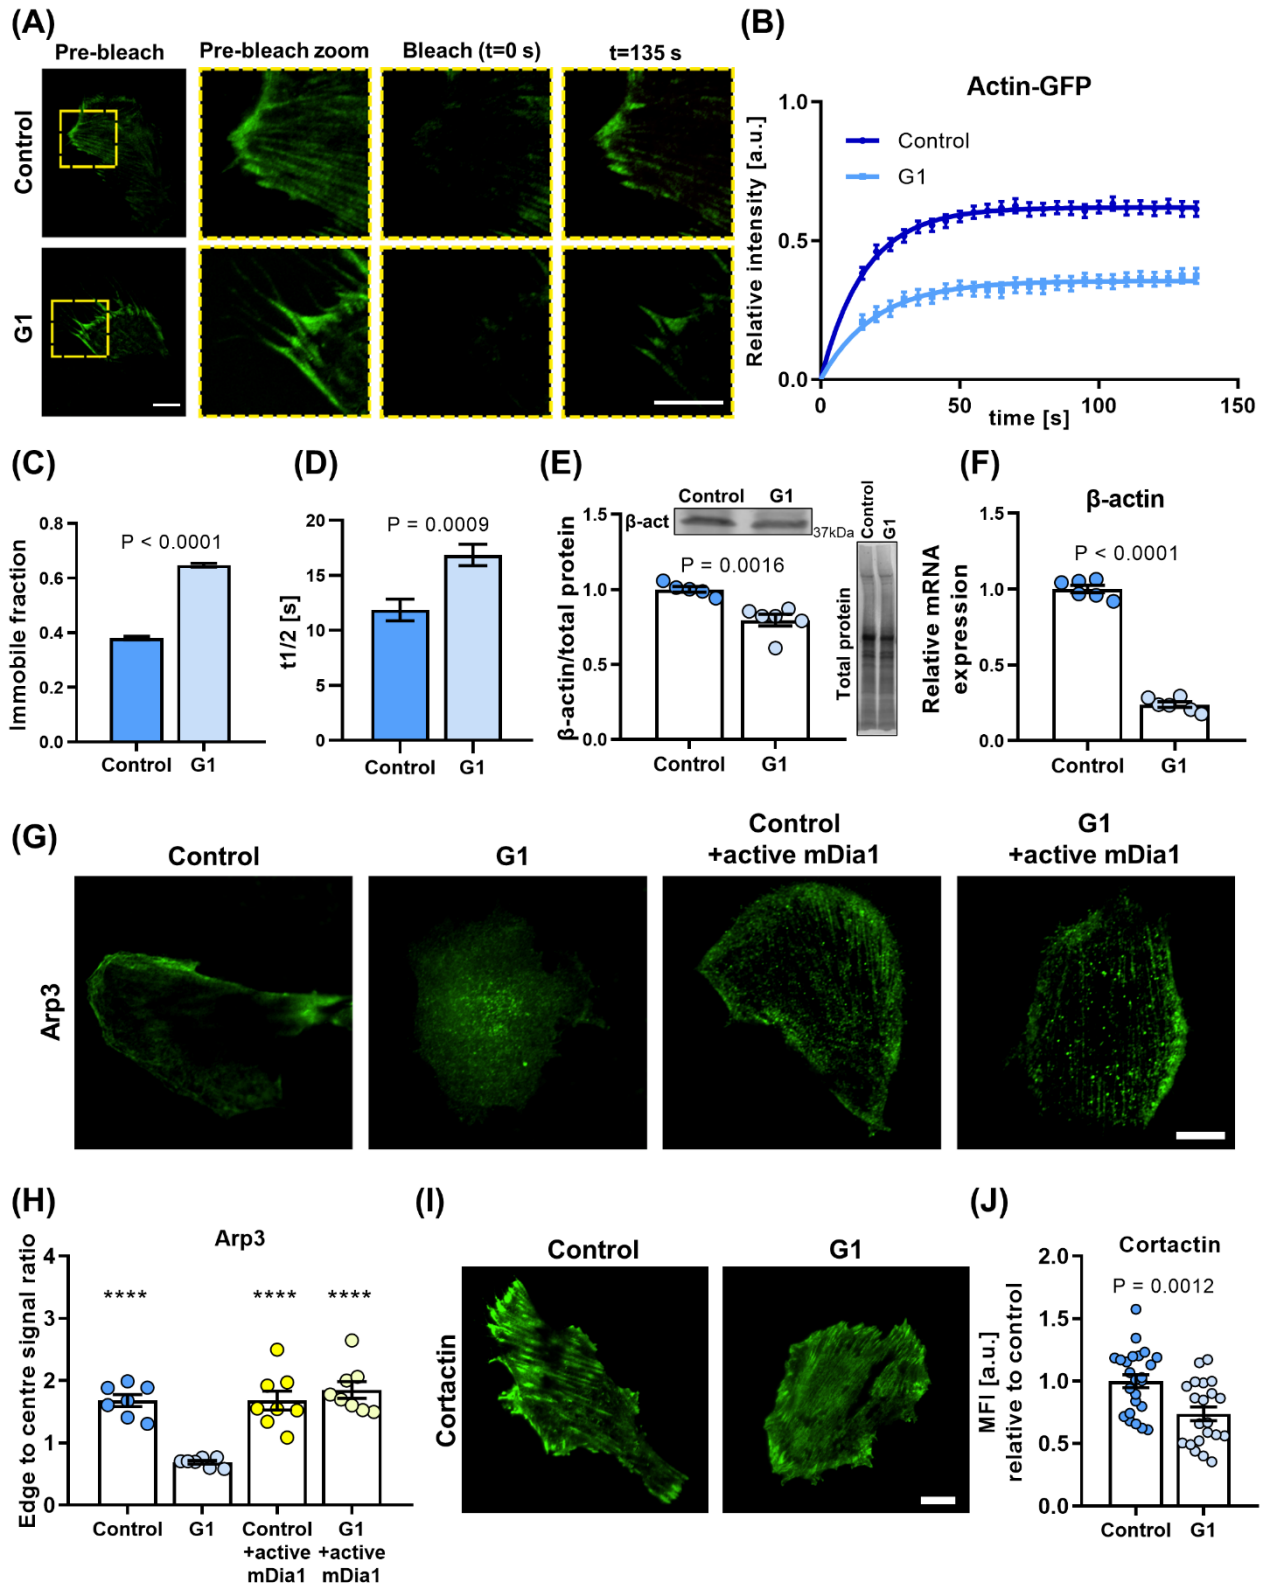 (A)
Pre-bleach
Pre-bleach zoom
Bleach (t=0 s)
t=135 s
Control
G1
(B)
Actin-GFP
Relative intensity [a.u.]
1.0
0.5
0.0
Control
G1
0
50
100
150
time [s]
(C)
Immobile fraction
0.8
0.6
0.4
0.2
0.0
P < 0.0001
Control
G1
(D)
t1/2 [s]
20
15
10
5
0
P = 0.0009
Control
G1
(E)
β-actin/total protein
1.5
1.0
0.5
0.0
Control
G1
β-act
37kDa
P = 0.0016
Control
G1
Control
G1
Total protein
(F)
β-actin
Relative mRNA
expression
1.5
1.0
0.5
0.0
P < 0.0001
Control
G1
(G)
Control
G1
Control
+active mDia1
G1
+active mDia1
Arp3
(H)
Arp3
Edge to centre signal ratio
4
3
2
1
0
****
****
****
Control
G1
Control
+active
mDia1
G1
+active
mDia1
(I)
Control
G1
Cortactin
(J)
Cortactin
MFI [a.u.]
relative to control
2.0
1.5
1.0
0.5
0.0
P = 0.0012
Control
G1